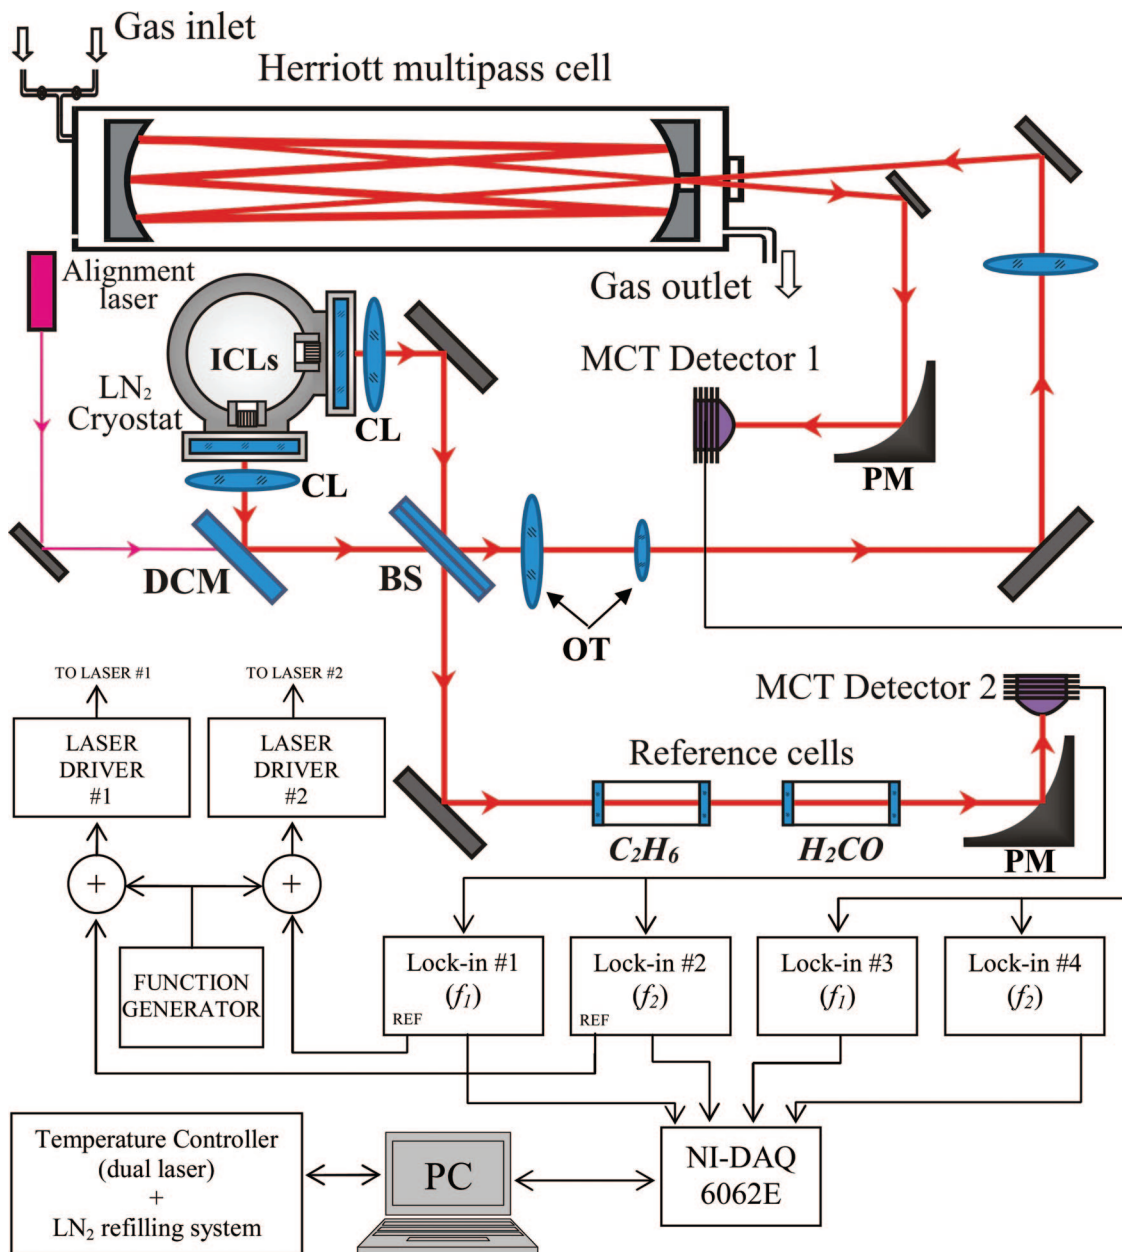 Gas inlet
Herriott multipass cell
Alignment
laser
Gas outlet
ICLs
MCT Detector 1
LN₂
Cryostat
CL
PM
CL
DCM
BS
OT
TO LASER #1
TO LASER #2
MCT Detector 2
LASER
DRIVER
#1
LASER
DRIVER
#2
Reference cells
C₂H₆
H₂CO
PM
+
+
FUNCTION
GENERATOR
Lock-in #1
(f₁)
REF
Lock-in #2
(f₂)
REF
Lock-in #3
(f₁)
Lock-in #4
(f₂)
Temperature Controller
(dual laser)
+
LN₂ refilling system
PC
NI-DAQ
6062E